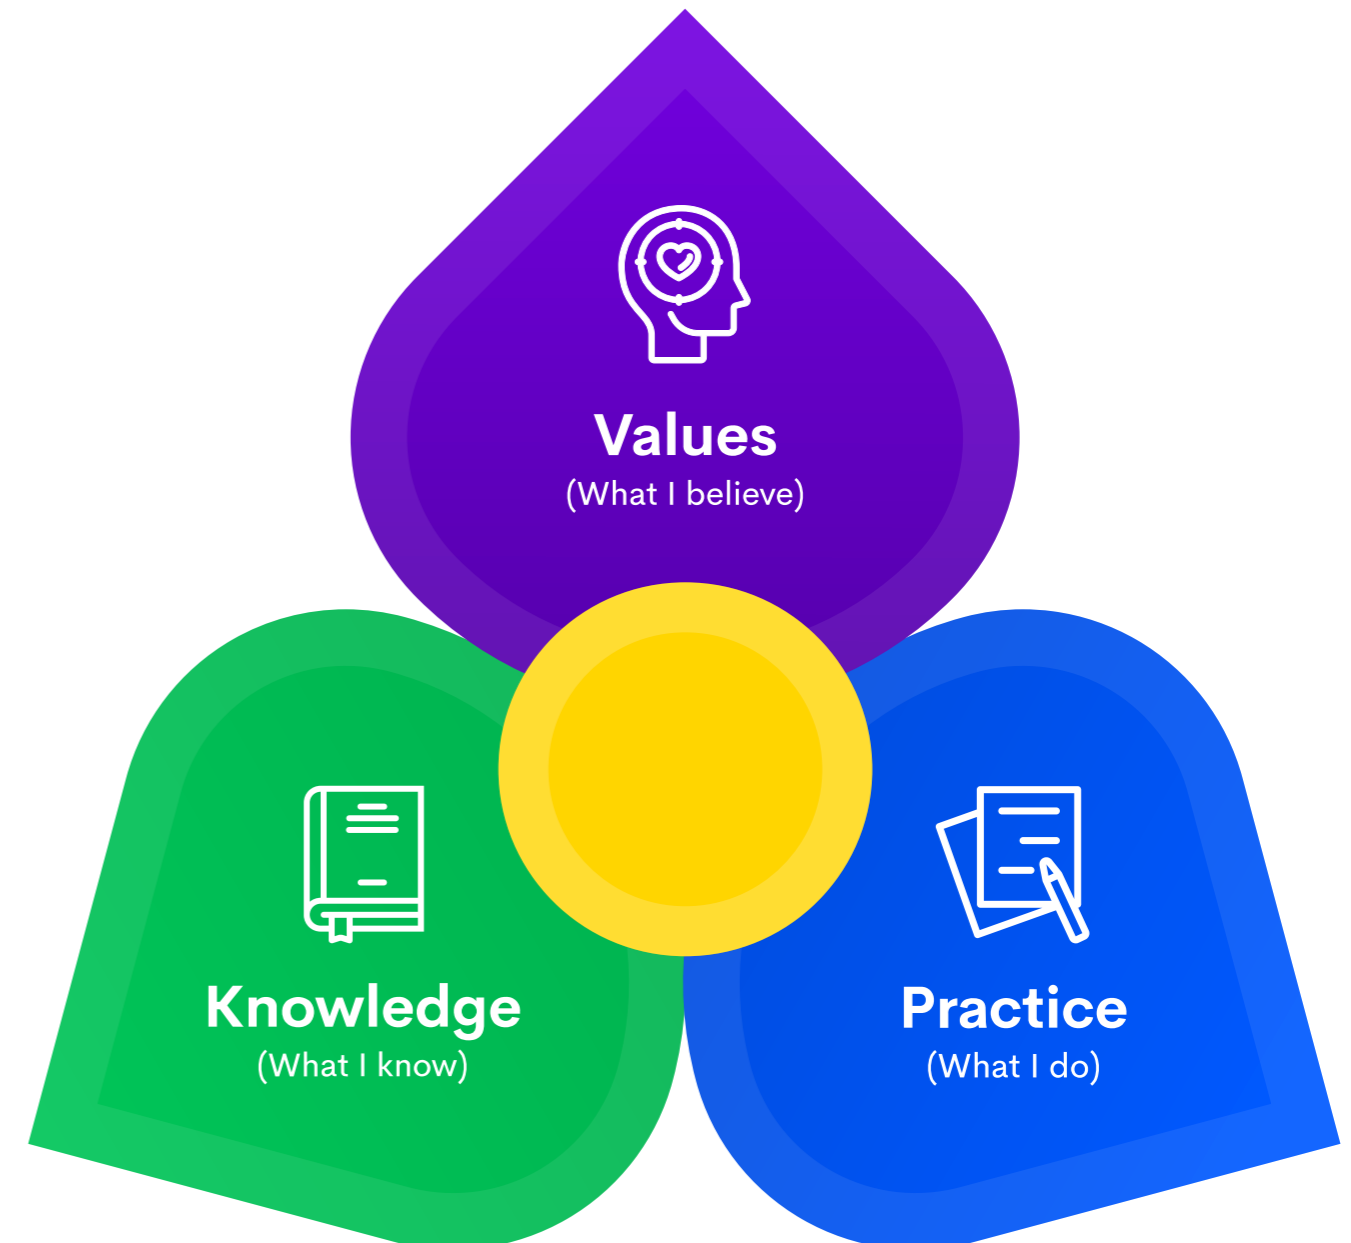 Values
(What I believe)
Knowledge
(What I know)
Practice
(What I do)